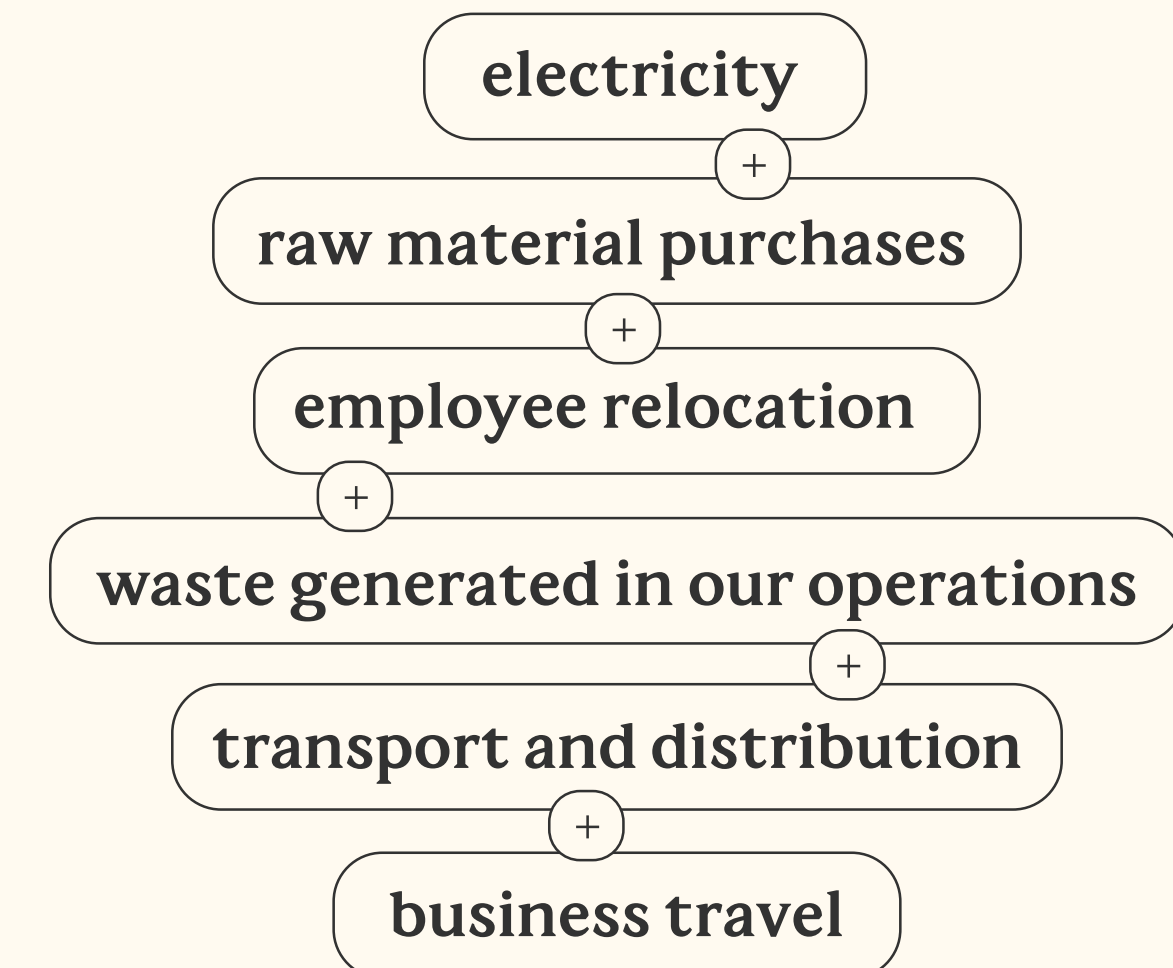 electricity
+
raw material purchases
+
employee relocation
+
waste generated in our operations
+
transport and distribution
+
business travel